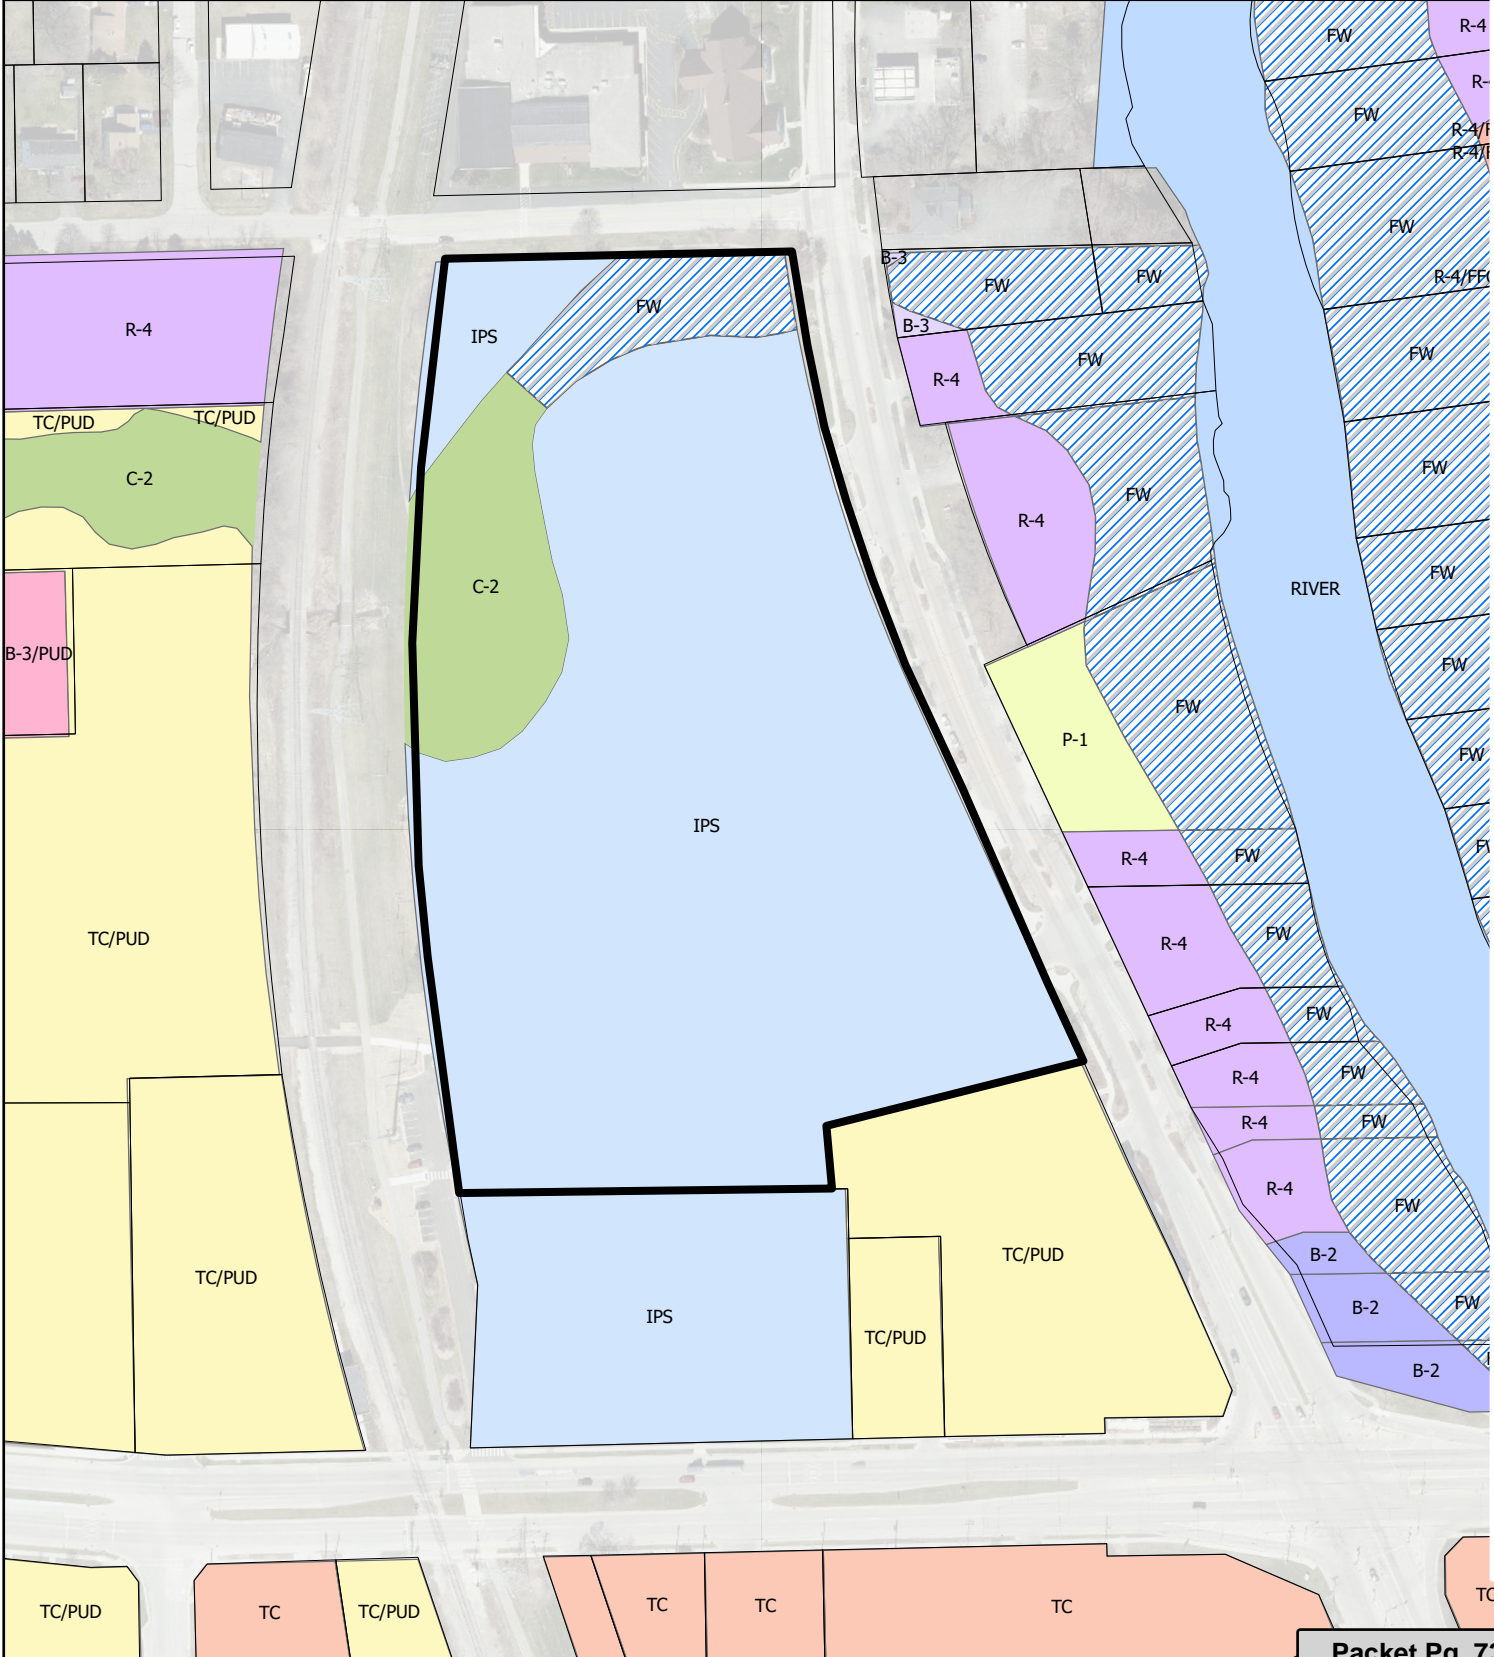 R-4
FW
R-
FW
R-4/F
R-4/F
FW
B-3
FW
FW
R-4/FF
IPS
FW
B-3
R-4
FW
FW
R-4
TC/PUD
TC/PUD
C-2
FW
FW
R-4
C-2
RIVER
FW
B-3/PUD
FW
FW
P-1
FW
IPS
R-4
FW
TC/PUD
R-4
FW
R-4
FW
R-4
FW
R-4
FW
R-4
FW
TC/PUD
B-2
TC/PUD
IPS
TC/PUD
B-2
FW
B-2
TC/PUD
TC
TC/PUD
TC
TC
TC
TC
Packet Pg. 7